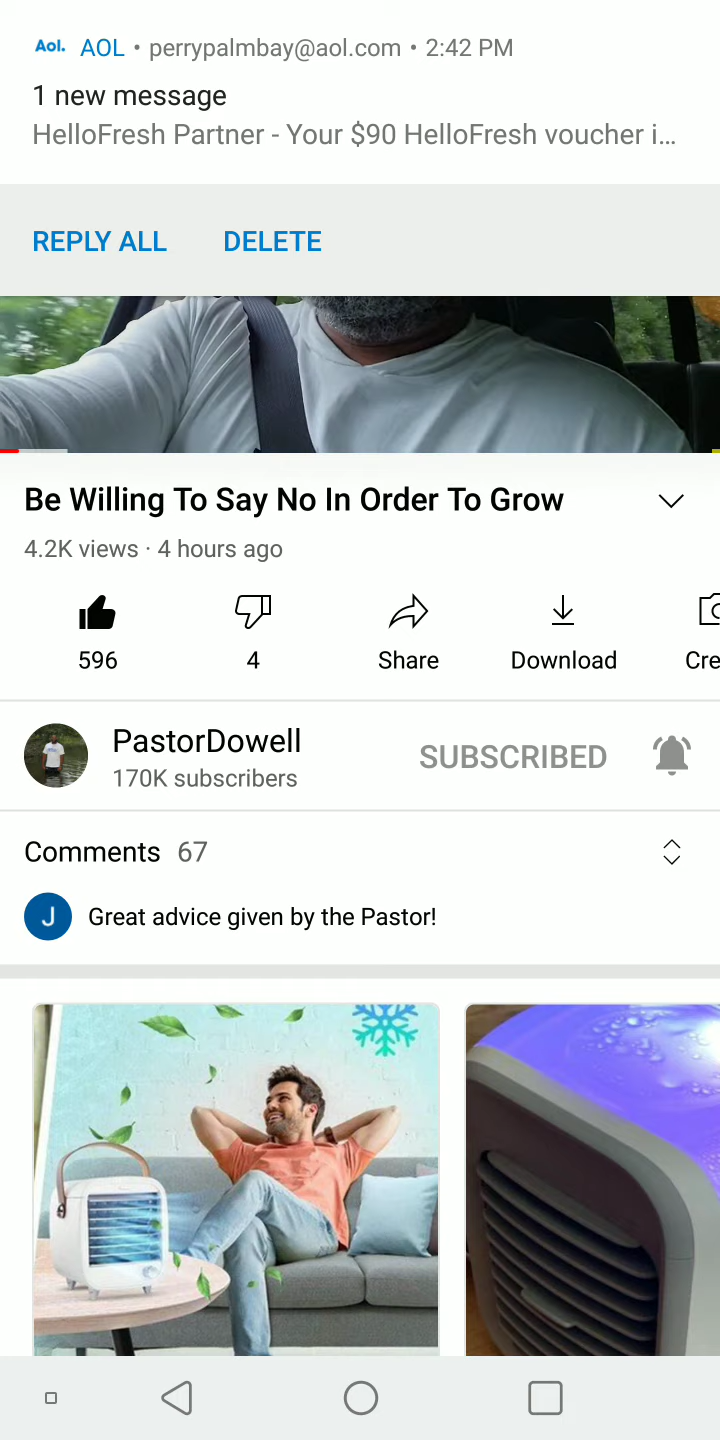 Aol. AOL • perrypalmbay@aol.com • 2:42 PM
1 new message
HelloFresh Partner - Your $90 HelloFresh voucher i...
REPLY ALL DELETE
Be Willing To Say No In Order To Grow
4.2K views · 4 hours ago
596 4 Share Download Cre
PastorDowell
170K subscribers
SUBSCRIBED
Comments 67
J Great advice given by the Pastor!